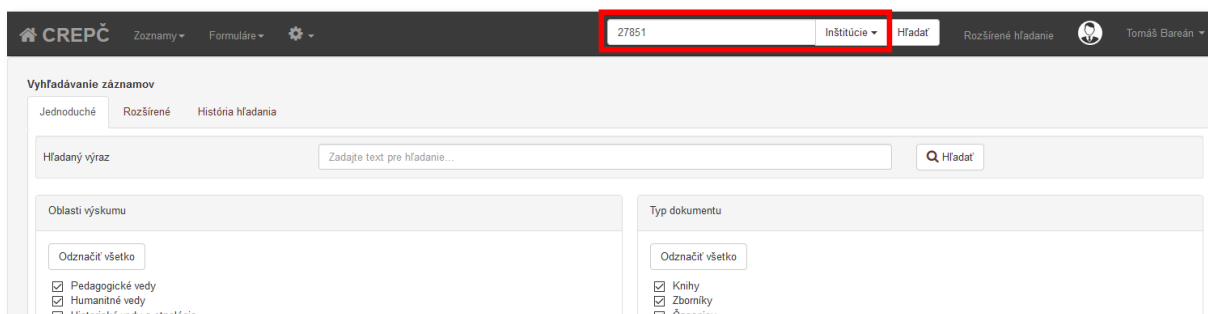 CREPČ Zoznamy Formuláre 27851 Inštitúcie Hľadať Rozšírené hľadanie Tomáš Bareán
Vyhľadávanie záznamov
Jednoduché Rozšírené História hľadania
Hľadaný výraz Zadajte text pre hľadanie... Hľadať
Oblasti výskumu Typ dokumentu
Odznačiť všetko Odznačiť všetko
Pedagogické vedy Knihy
Humanitné vedy Zborníky